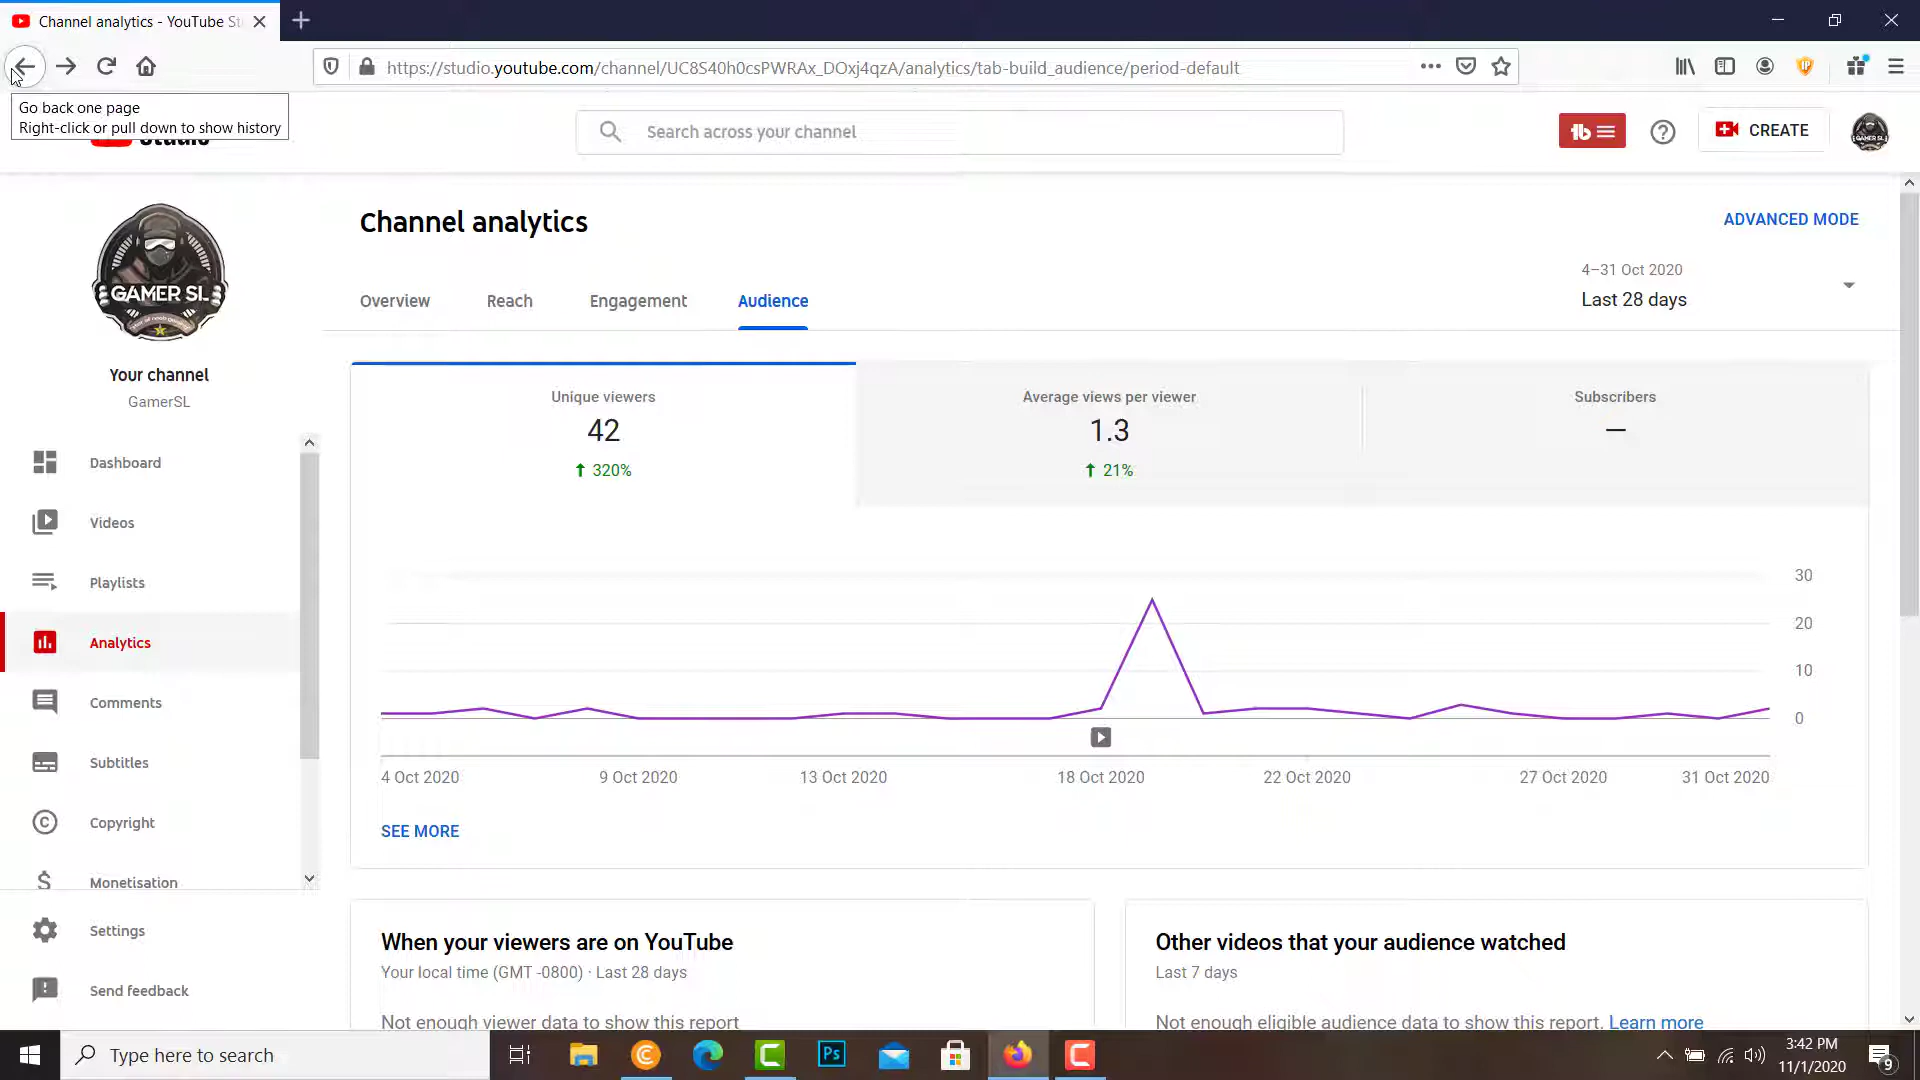 Channel analytics - YouTube St
https://studio.youtube.com/channel/UC8S40h0csPWRAx_DOxj4qzA/analytics/tab-build_audience/period-default
Go back one page
Right-click or pull down to show history
Studio
Search across your channel
CREATE
GAMER SL
Your channel
GamerSL
Dashboard
Videos
Playlists
Analytics
Comments
Subtitles
Copyright
Monetisation
Settings
Send feedback
Channel analytics
ADVANCED MODE
4–31 Oct 2020
Last 28 days
Overview
Reach
Engagement
Audience
Unique viewers
42
320%
Average views per viewer
1.3
21%
Subscribers
—
30
20
10
0
4 Oct 2020
9 Oct 2020
13 Oct 2020
18 Oct 2020
22 Oct 2020
27 Oct 2020
31 Oct 2020
SEE MORE
When your viewers are on YouTube
Your local time (GMT -0800) · Last 28 days
Not enough viewer data to show this report
Other videos that your audience watched
Last 7 days
Not enough eligible audience data to show this report. Learn more
Type here to search
Ps
3:42 PM
11/1/2020
9